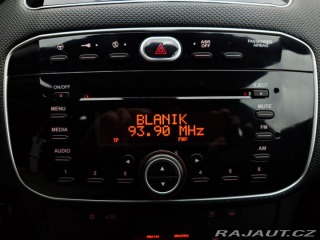 ASR
OFF
PASSENGER
AIRBAG
ON/OFF
SELECT
MENU
MEDIA
AUDIO
BLANIK
93.90 MHz
TP
MUTE
FM
AM
1
2
3
4
5
6
RAJAUT.CZ